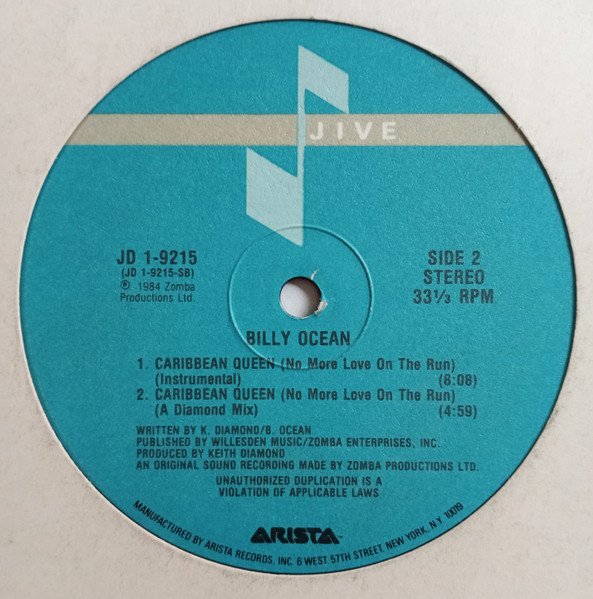 JIVE
JD 1-9215
(JD 1-9215-SB)
℗ 1984 Zomba
Productions Ltd.
SIDE 2
STEREO
33⅓ RPM
BILLY OCEAN
1. CARIBBEAN QUEEN (No More Love On The Run)
(Instrumental) (8:08)
2. CARIBBEAN QUEEN (No More Love On The Run)
(A Diamond Mix) (4:59)
WRITTEN BY K. DIAMOND/B. OCEAN
PUBLISHED BY WILLESDEN MUSIC/ZOMBA ENTERPRISES, INC.
PRODUCED BY KEITH DIAMOND
AN ORIGINAL SOUND RECORDING MADE BY ZOMBA PRODUCTIONS LTD.
UNAUTHORIZED DUPLICATION IS A
VIOLATION OF APPLICABLE LAWS
ARISTA™
MANUFACTURED BY ARISTA RECORDS, INC. 6 WEST 57TH STREET, NEW YORK, N.Y. 10019